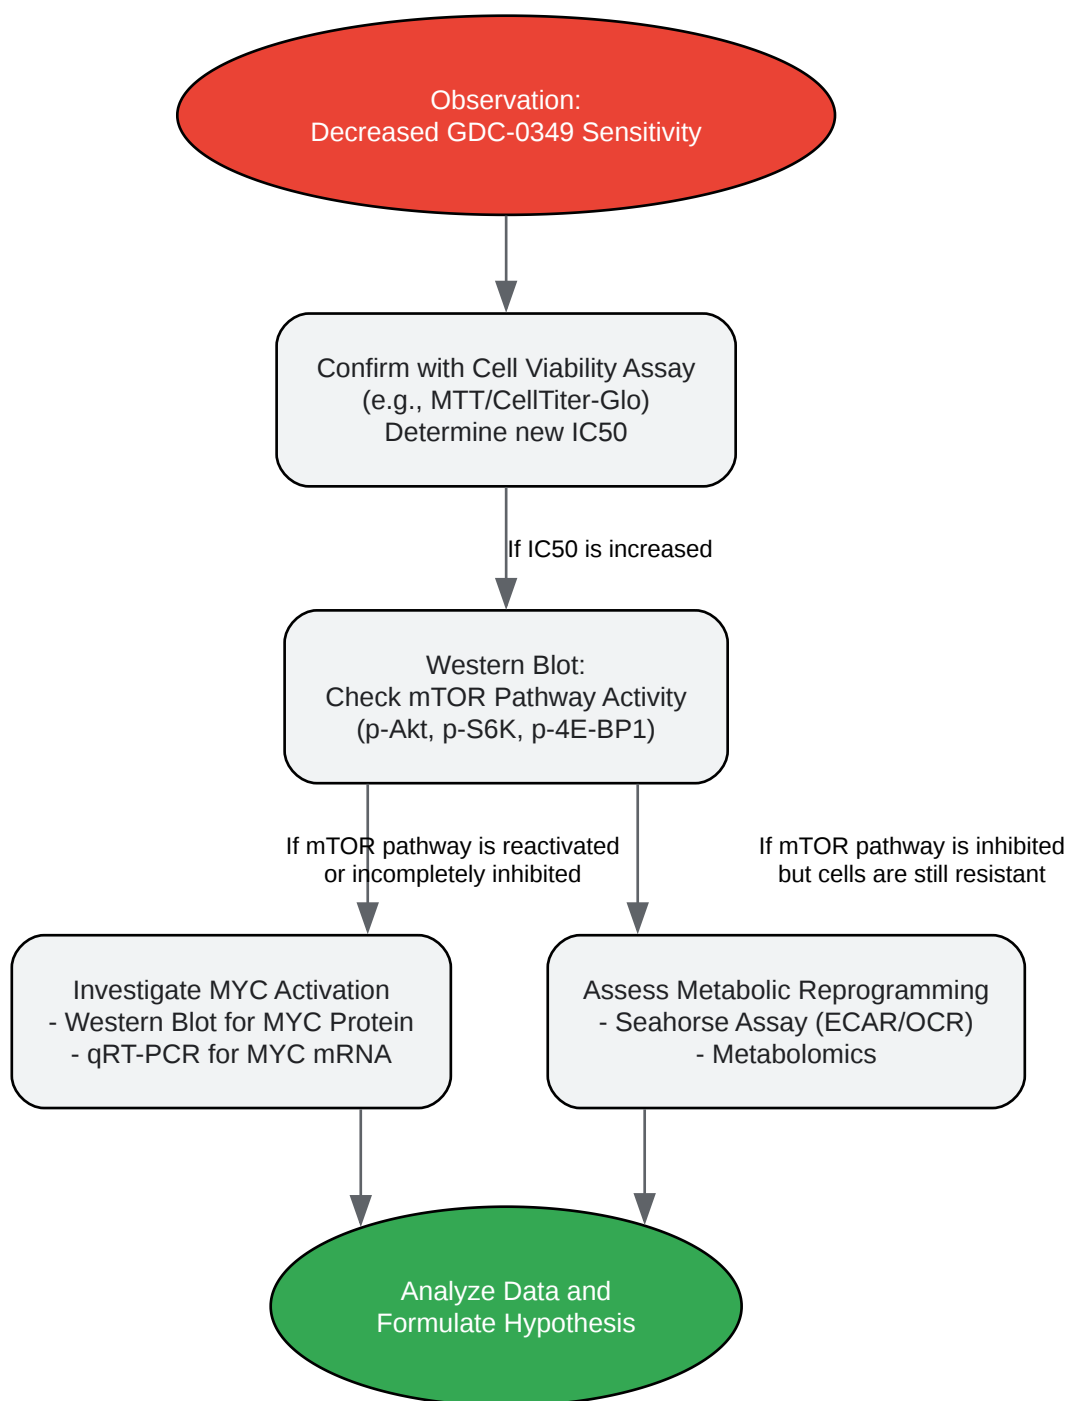 Observation:
Decreased GDC-0349 Sensitivity
Confirm with Cell Viability Assay
(e.g., MTT/CellTiter-Glo)
Determine new IC50
If IC50 is increased
Western Blot:
Check mTOR Pathway Activity
(p-Akt, p-S6K, p-4E-BP1)
If mTOR pathway is reactivated
or incompletely inhibited
If mTOR pathway is inhibited
but cells are still resistant
Investigate MYC Activation
- Western Blot for MYC Protein
- qRT-PCR for MYC mRNA
Assess Metabolic Reprogramming
- Seahorse Assay (ECAR/OCR)
- Metabolomics
Analyze Data and
Formulate Hypothesis